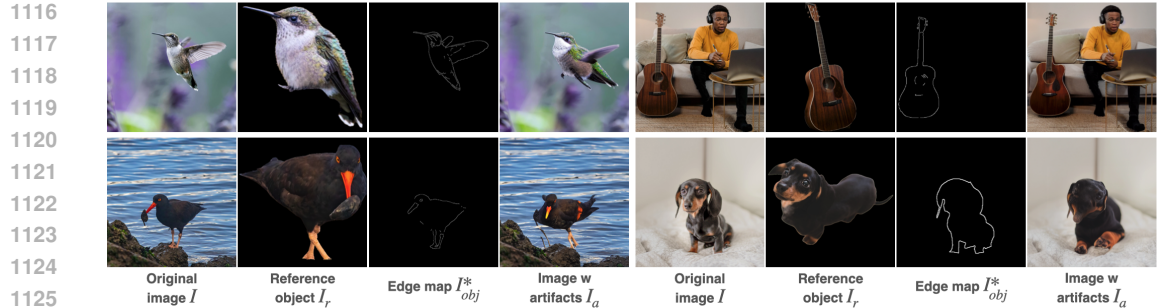 1116
1117
1118
1119
1120
1121
1122
1123
1124
1125
Original image I
Reference object I_r
Edge map I*_obj
Image w artifacts I_a
Original image I
Reference object I_r
Edge map I*_obj
Image w artifacts I_a